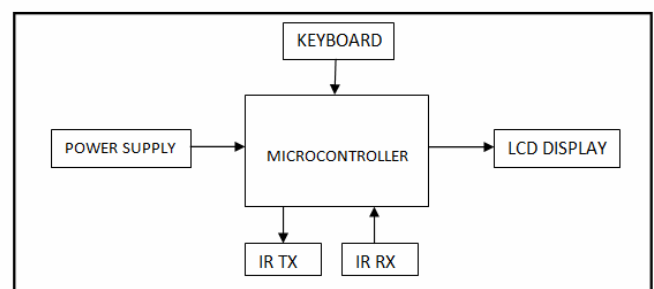 KEYBOARD
POWER SUPPLY
MICROCONTROLLER
LCD DISPLAY
IR TX
IR RX